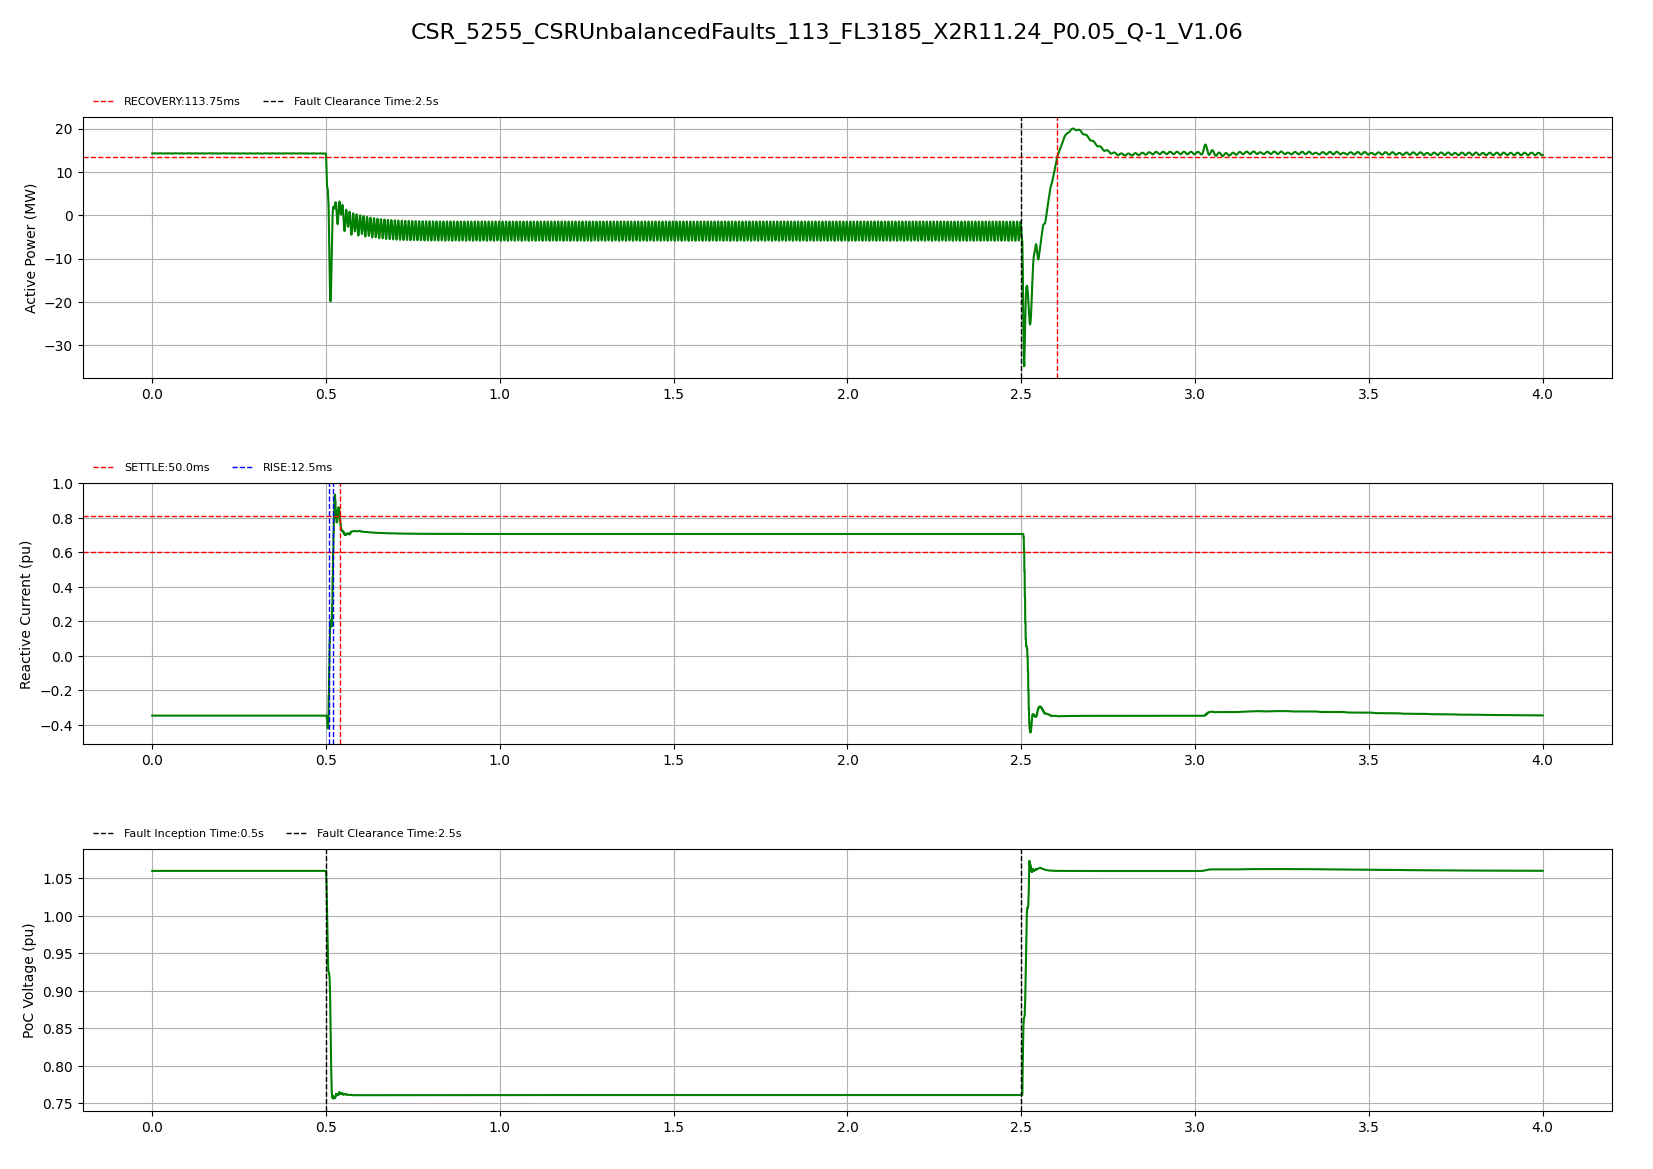 CSR_5255_CSRUnbalancedFaults_113_FL3185_X2R11.24_P0.05_Q-1_V1.06
RECOVERY:113.75ms Fault Clearance Time:2.5s
Active Power (MW)
20
10
0
−10
−20
−30
0.0 0.5 1.0 1.5 2.0 2.5 3.0 3.5 4.0
SETTLE:50.0ms RISE:12.5ms
Reactive Current (pu)
1.0
0.8
0.6
0.4
0.2
0.0
−0.2
−0.4
0.0 0.5 1.0 1.5 2.0 2.5 3.0 3.5 4.0
Fault Inception Time:0.5s Fault Clearance Time:2.5s
PoC Voltage (pu)
1.05
1.00
0.95
0.90
0.85
0.80
0.75
0.0 0.5 1.0 1.5 2.0 2.5 3.0 3.5 4.0